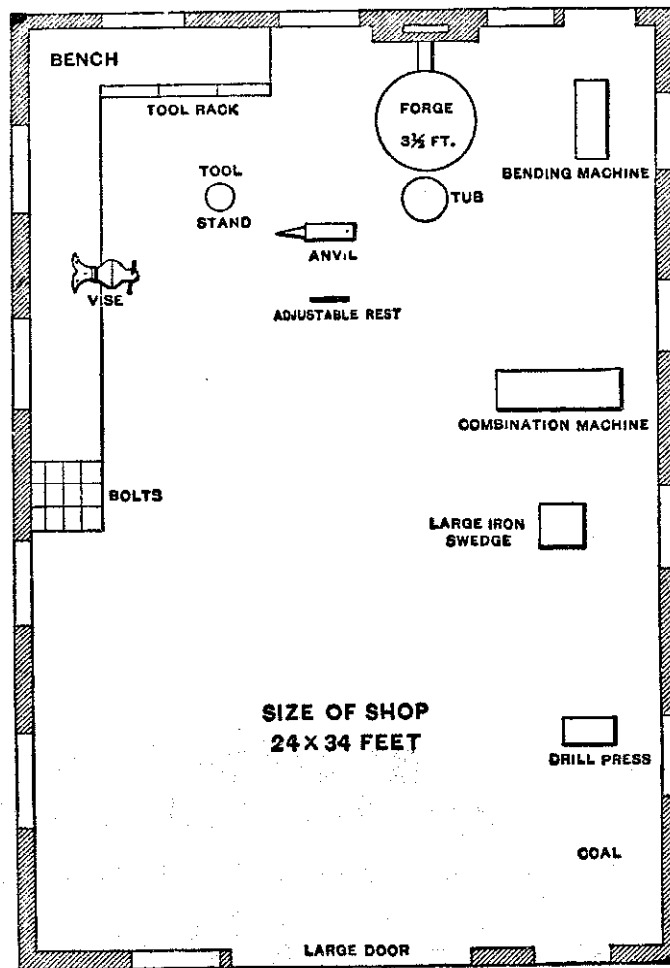 BENCH
TOOL RACK
FORGE
3½ FT.
BENDING MACHINE
TOOL
STAND
TUB
ANVIL
VISE
ADJUSTABLE REST
COMBINATION MACHINE
BOLTS
LARGE IRON
SWEDGE
SIZE OF SHOP
24 X 34 FEET
DRILL PRESS
COAL
LARGE DOOR